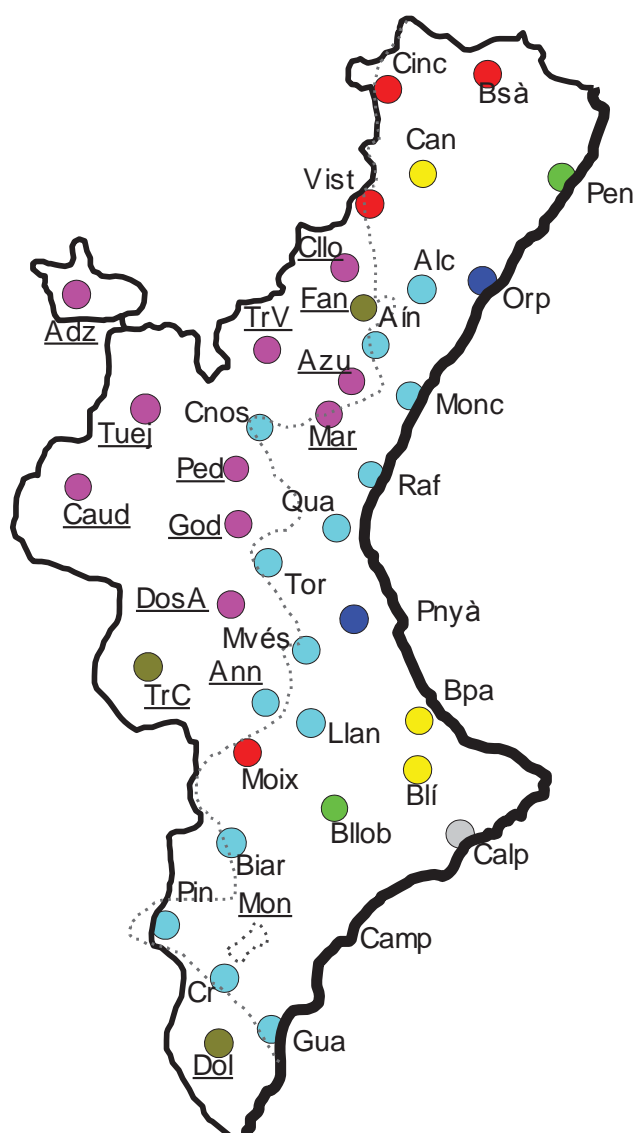 Cinc
Bsà
Can
Vist
Pen
Cllo
Alc
Adz
Fan
Orp
TrV
Aín
Azu
Monc
Cnos
Mar
Tuej
Ped
Raf
Caud
Qua
God
Tor
DosA
Pnyà
Mvés
Ann
TrC
Bpa
Llan
Moix
Blí
Bllob
Calp
Biar
Pin
Mon
Camp
Cr
Gua
Dol